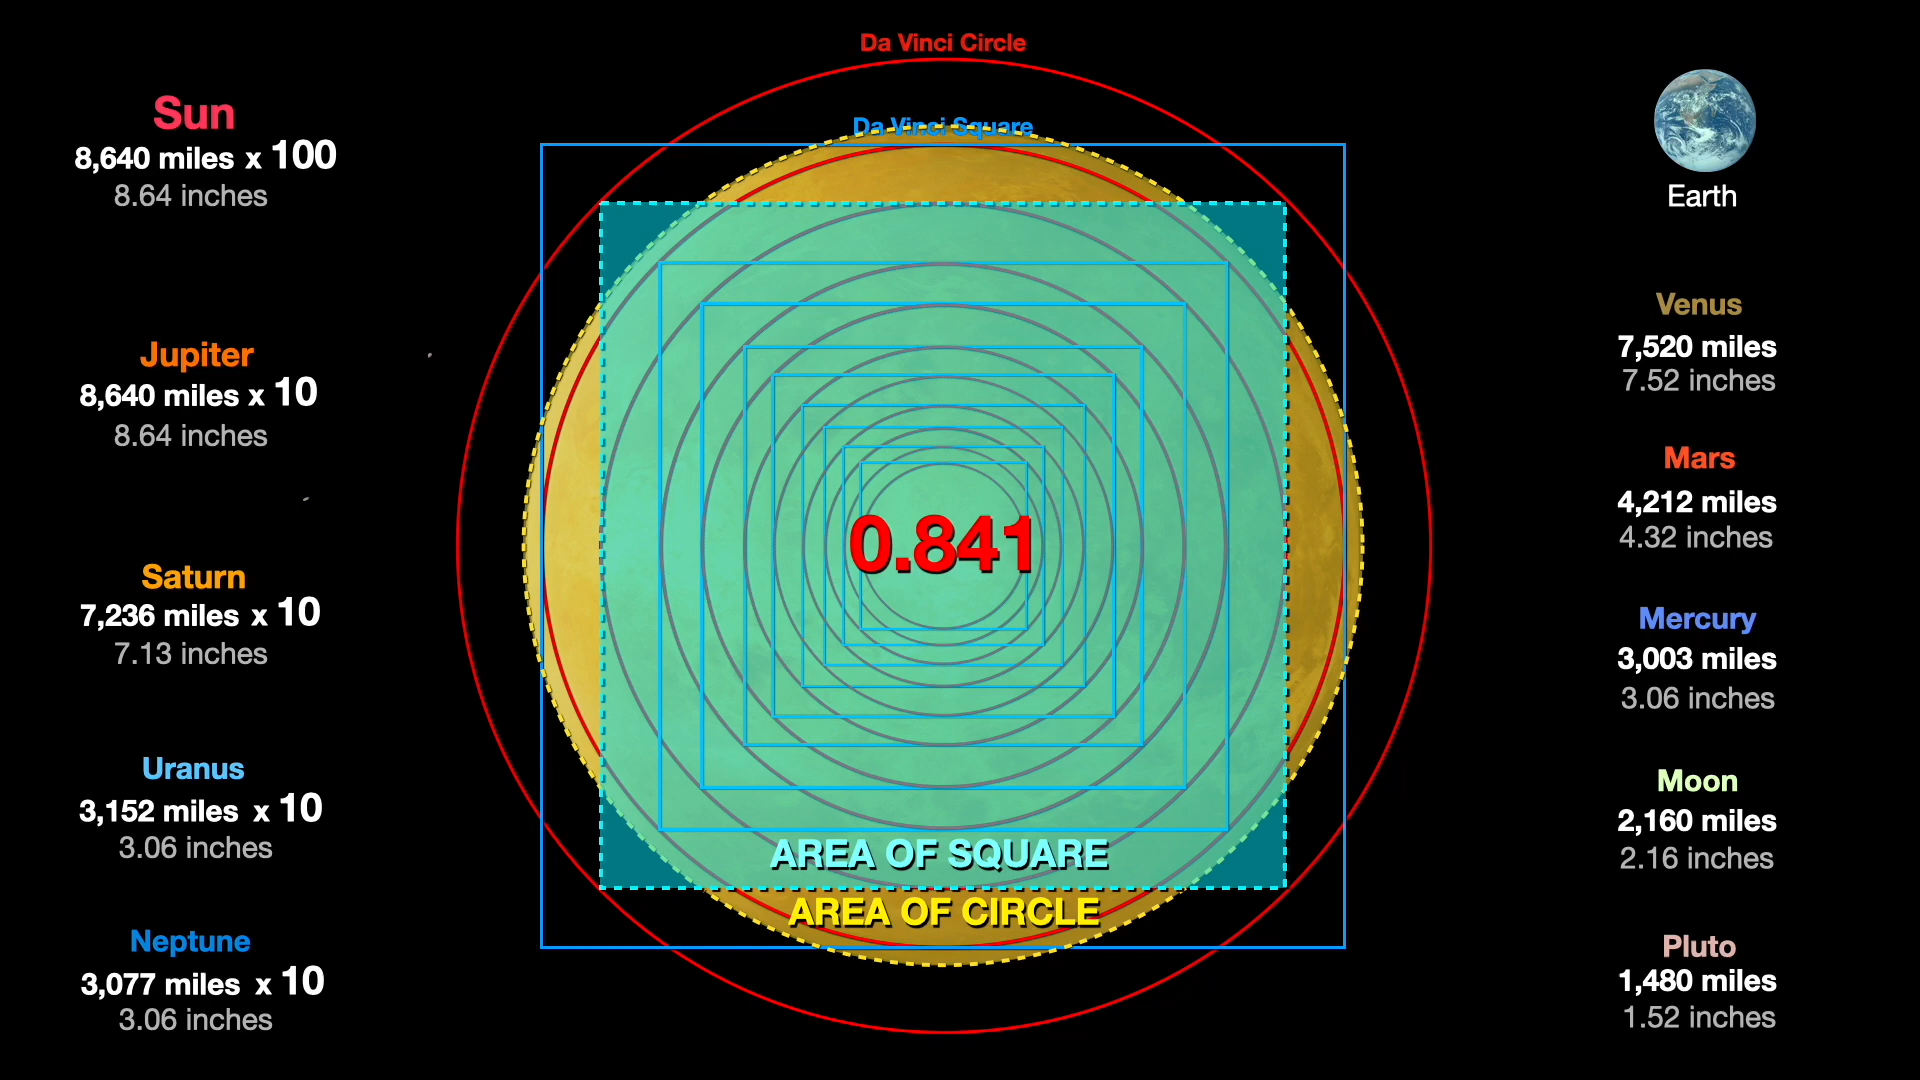 Da Vinci Circle
Da Vinci Square
Sun
8,640 miles x 100
8.64 inches
Jupiter
8,640 miles x 10
8.64 inches
Saturn
7,236 miles x 10
7.13 inches
Uranus
3,152 miles x 10
3.06 inches
Neptune
3,077 miles x 10
3.06 inches
0.841
AREA OF SQUARE
AREA OF CIRCLE
Earth
Venus
7,520 miles
7.52 inches
Mars
4,212 miles
4.32 inches
Mercury
3,003 miles
3.06 inches
Moon
2,160 miles
2.16 inches
Pluto
1,480 miles
1.52 inches